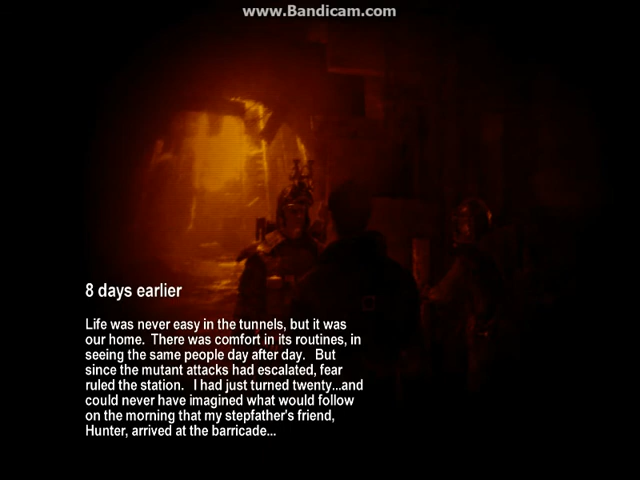 www.Bandicam.com
8 days earlier
Life was never easy in the tunnels, but it was
our home.  There was comfort in its routines, in
seeing the same people day after day.   But
since the mutant attacks had escalated, fear
ruled the station.   I had just turned twenty...and
could never have imagined what would follow
on the morning that my stepfather's friend,
Hunter, arrived at the barricade...